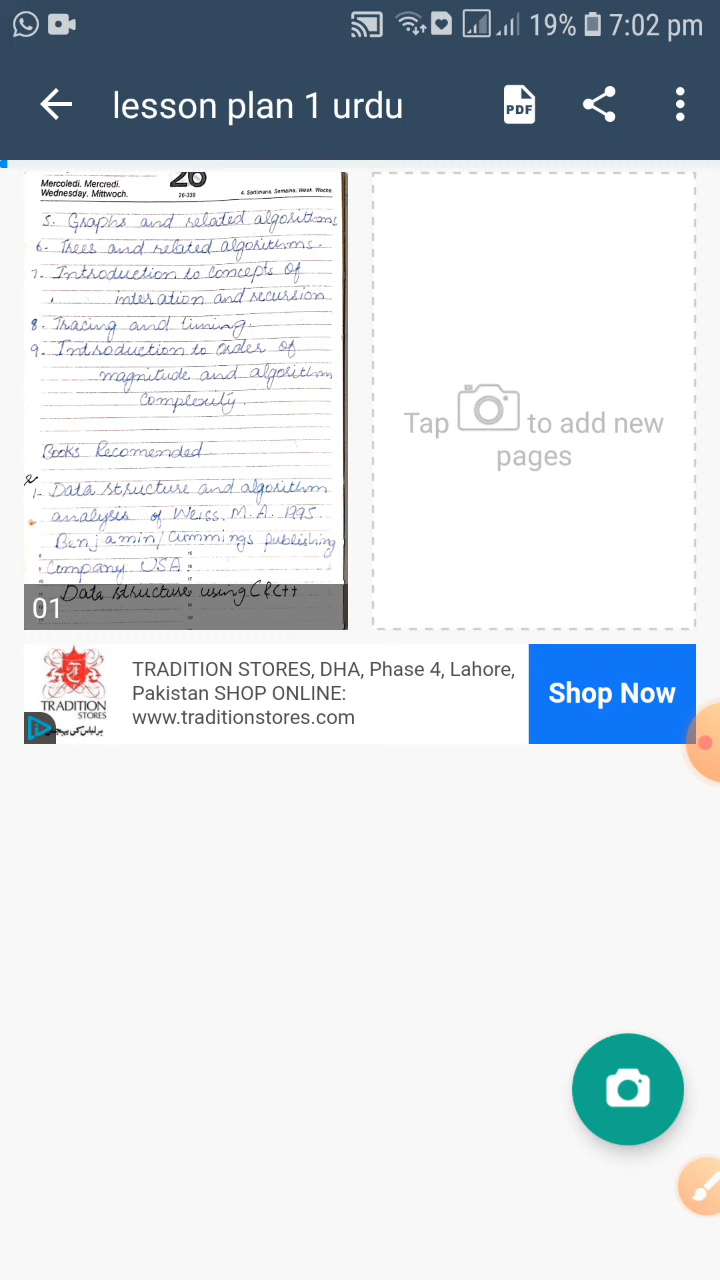 19% 7:02 pm
lesson plan 1 urdu
PDF
Mercoledì. Mercredi.
Wednesday. Mittwoch.
26
26-339
4. Settimana. Semaine. Week. Woche.
5. Graphs and related algorithms
6. Trees and related algorithms.
7. Introduction to concepts of
interation and recursion
8. Tracing and timing.
9. Introduction to order of
magnitude and algorithm
complexity.
Books Recomended
1- Data structure and algorithm
analysis of Weiss, M. A. 1995.
Benjamin/Cummings publishing
Company USA.
Data structure using C&C++
01
Tap to add new
pages
TRADITION
STORES
TRADITION STORES, DHA, Phase 4, Lahore,
Pakistan SHOP ONLINE:
www.traditionstores.com
Shop Now